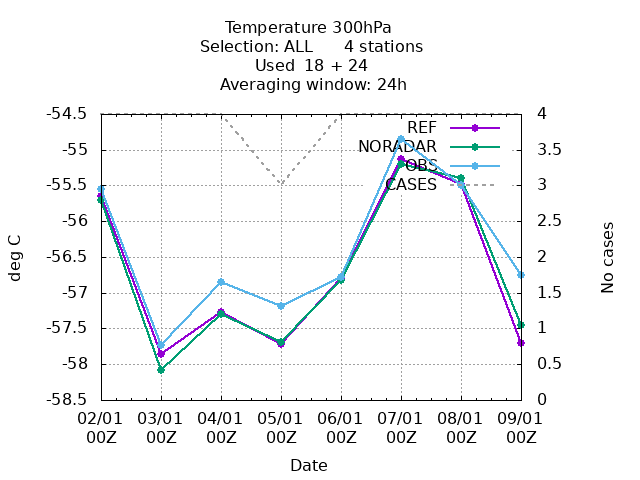 Temperature 300hPa
Selection: ALL      4 stations
Used  18 + 24
Averaging window: 24h
-54.5
-55
-55.5
-56
-56.5
-57
-57.5
-58
-58.5
deg C
REF
NORADAR
OBS
CASES
4
3.5
3
2.5
2
1.5
1
0.5
0
No cases
02/01 03/01 04/01 05/01 06/01 07/01 08/01 09/01
00Z 00Z 00Z 00Z 00Z 00Z 00Z 00Z
Date